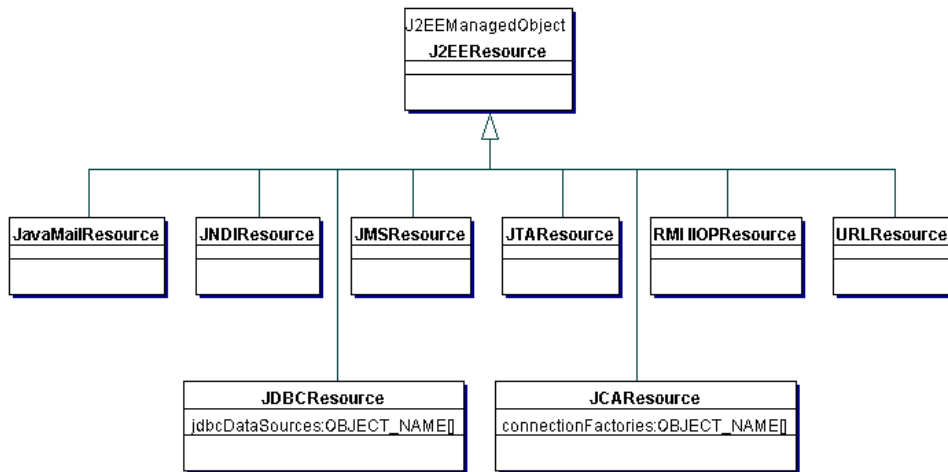 J2EEManagedObject
J2EEResource
JavaMailResource
JNDIResource
JMSResource
JTAResource
RMI IIOPResource
URLResource
JDBCResource
jdbcDataSources:OBJECT_NAME[]
JCAResource
connectionFactories:OBJECT_NAME[]